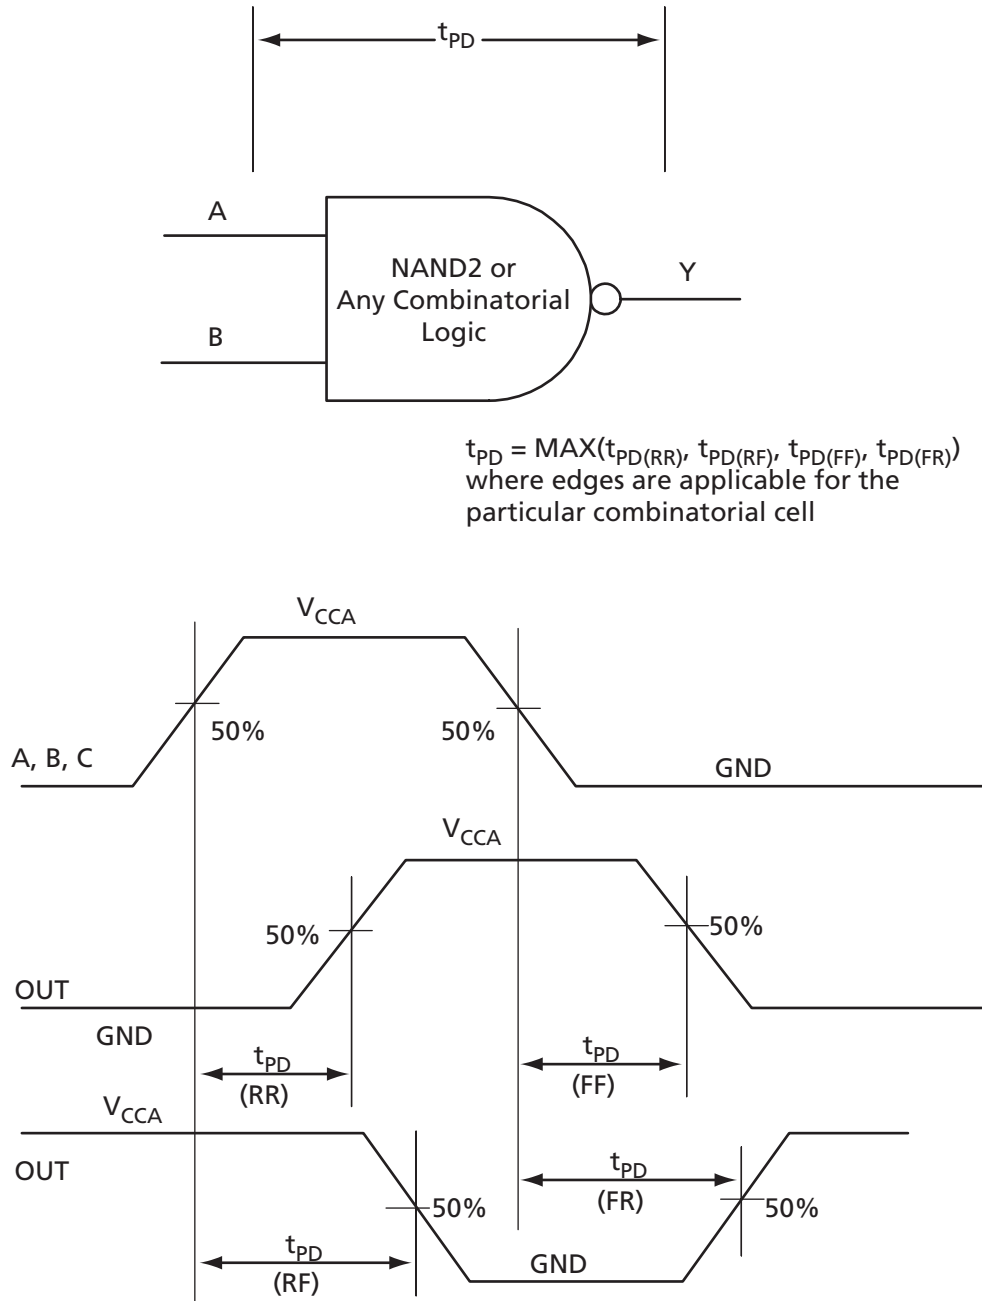 tPD
A
NAND2 or
Any Combinatorial
Logic
Y
B
tPD = MAX(tPD(RR), tPD(RF), tPD(FF), tPD(FR))
where edges are applicable for the
particular combinatorial cell
VCCA
50%
50%
A, B, C
GND
VCCA
50%
50%
OUT
GND
tPD
(RR)
tPD
(FF)
VCCA
OUT
tPD
(FR)
50%
50%
tPD
(RF)
GND